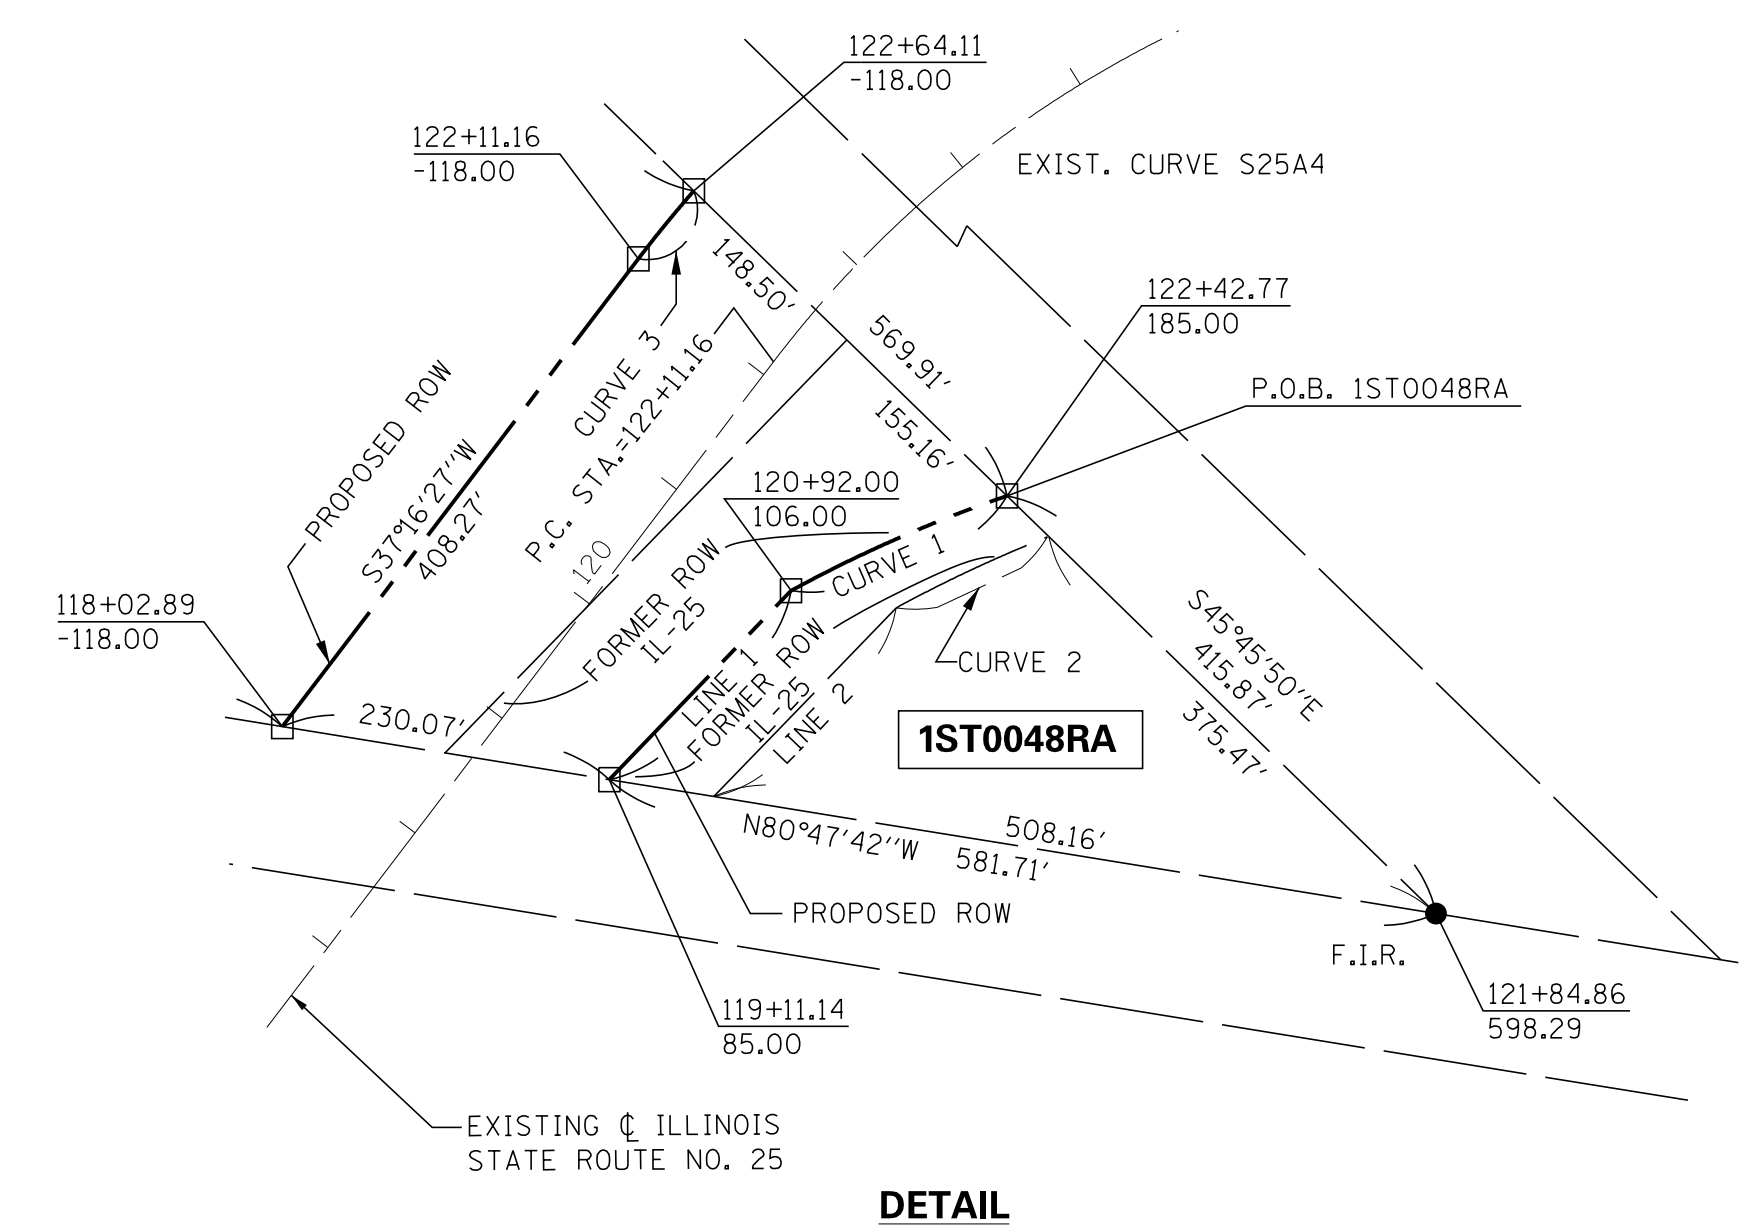 122+64.11
-118.00
122+11.16
-118.00
EXIST. CURVE S25A4
148.50'
122+42.77
185.00
569.91'
P.O.B. 1ST0048RA
155.16'
PROPOSED ROW
CURVE 3
P.C. STA.=122+11.16
S37°16'27"W
408.27'
120+92.00
106.00
120
CURVE 1
FORMER ROW
IL-25
118+02.89
-118.00
S45°45'50"E
415.87'
375.47'
CURVE 2
LINE 1
FORMER ROW
IL-25
LINE 2
230.07'
1ST0048RA
508.16'
N80°47'42"W
581.71'
PROPOSED ROW
F.I.R.
119+11.14
85.00
121+84.86
598.29
EXISTING ℄ ILLINOIS
STATE ROUTE NO. 25
DETAIL